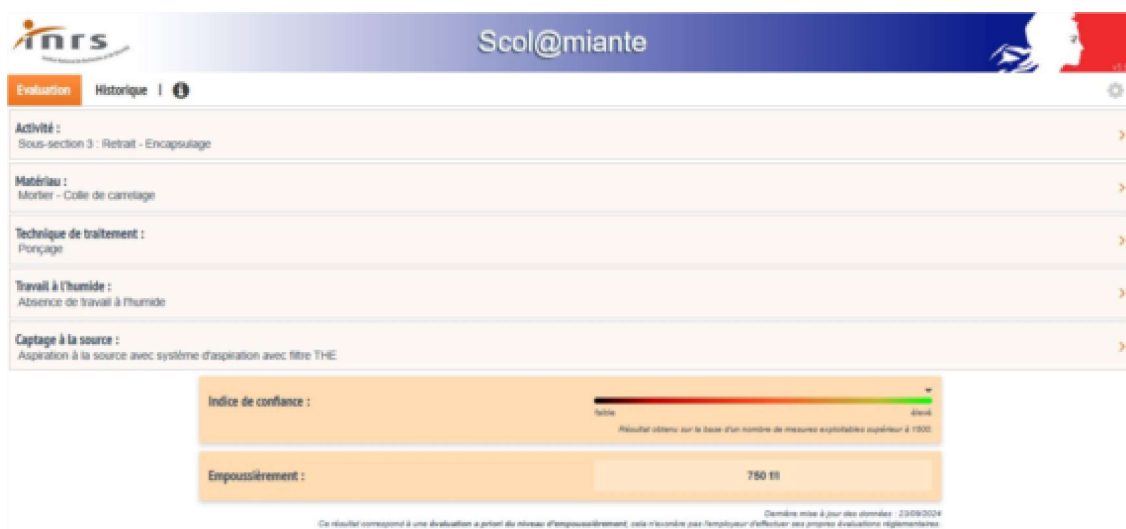 inrs
Scol@miante
Evaluation Historique |
Activité :
Sous-section 3 : Retrait - Encapsulage
Matériau :
Mortier - Colle de carrelage
Technique de traitement :
Ponçage
Travail à l'humide :
Absence de travail à l'humide
Captage à la source :
Aspiration à la source avec système d'aspiration avec filtre THE
Indice de confiance :
faible élevé
Résultat obtenu sur la base d'un nombre de mesures exploitables supérieur à 1500.
Empoussièrement :
750 f/l
Dernière mise à jour des données : 23/09/2024
Ce résultat correspond à une évaluation a priori du niveau d'empoussièrement, cela n'exonère pas l'employeur d'effectuer ses propres évaluations réglementaires.